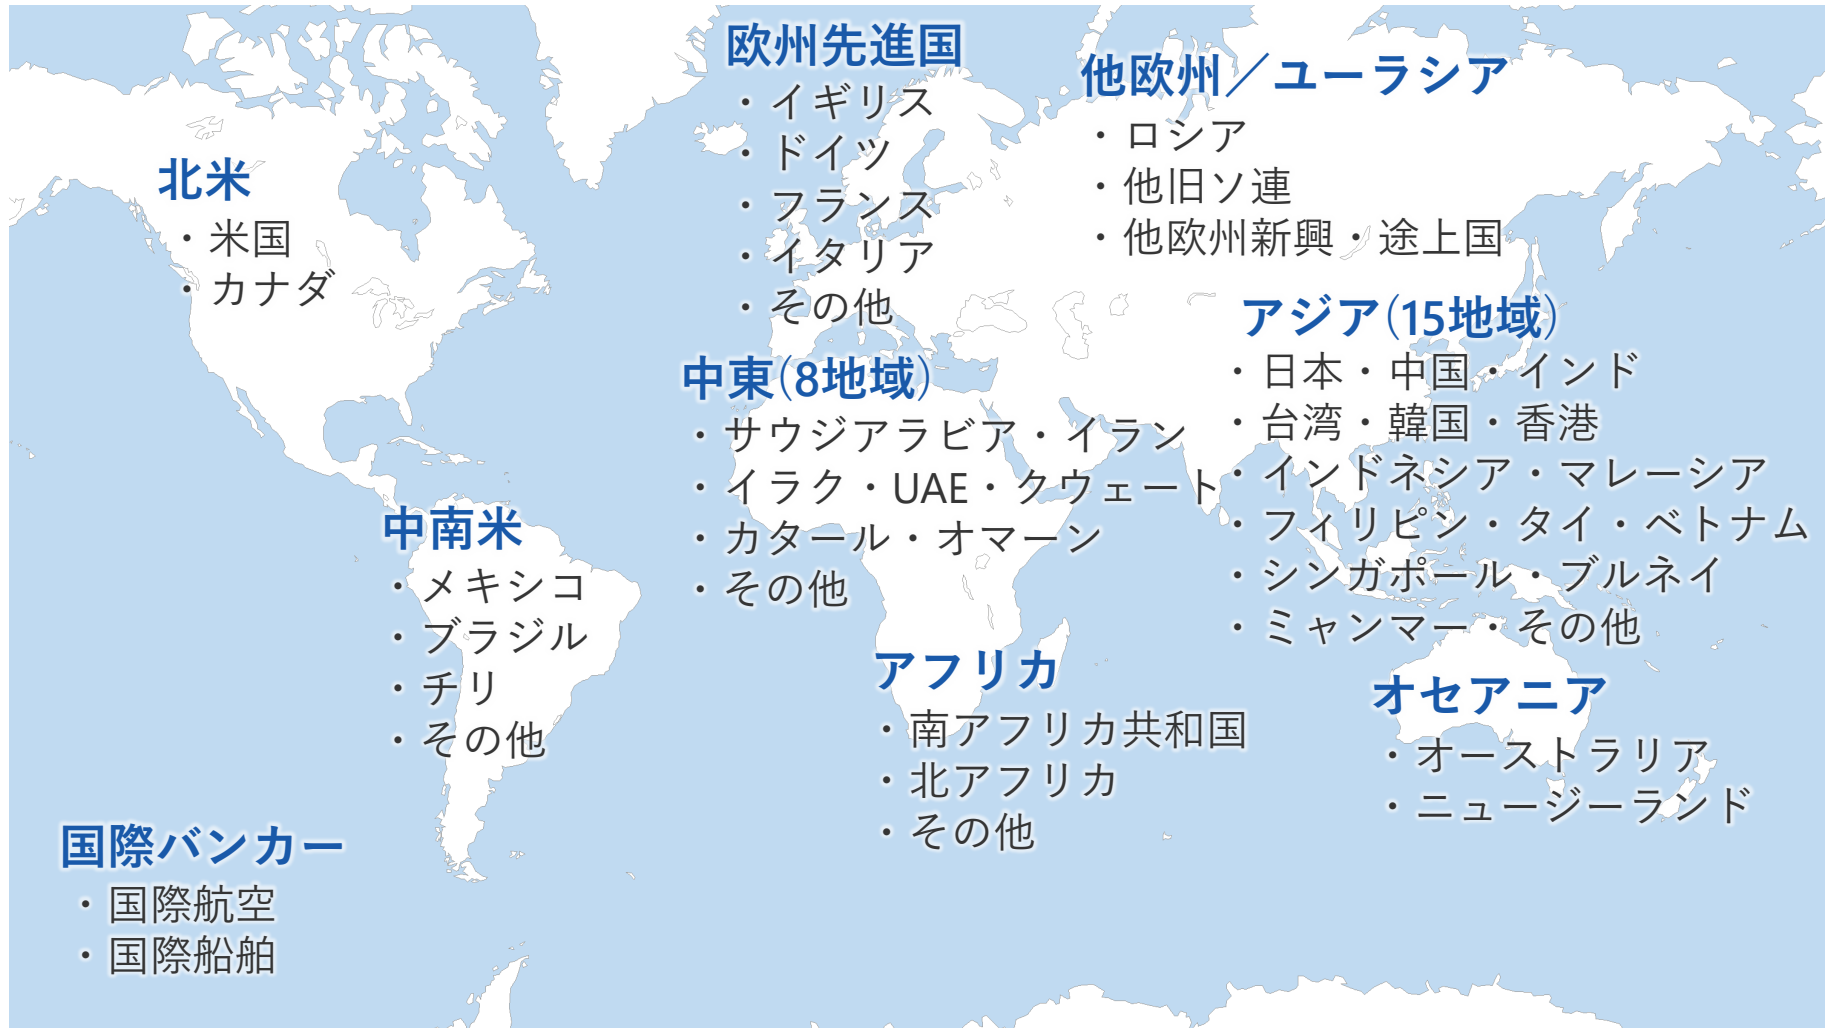 北米
・米国
・カナダ
欧州先進国
・イギリス
・ドイツ
・フランス
・イタリア
・その他
他欧州／ユーラシア
・ロシア
・他旧ソ連
・他欧州新興・途上国
中東(8地域)
・サウジアラビア・イラン
・イラク・UAE・クウェート
・カタール・オマーン
・その他
アジア(15地域)
・日本・中国・インド
・台湾・韓国・香港
・インドネシア・マレーシア
・フィリピン・タイ・ベトナム
・シンガポール・ブルネイ
・ミャンマー・その他
中南米
・メキシコ
・ブラジル
・チリ
・その他
アフリカ
・南アフリカ共和国
・北アフリカ
・その他
オセアニア
・オーストラリア
・ニュージーランド
国際バンカー
・国際航空
・国際船舶